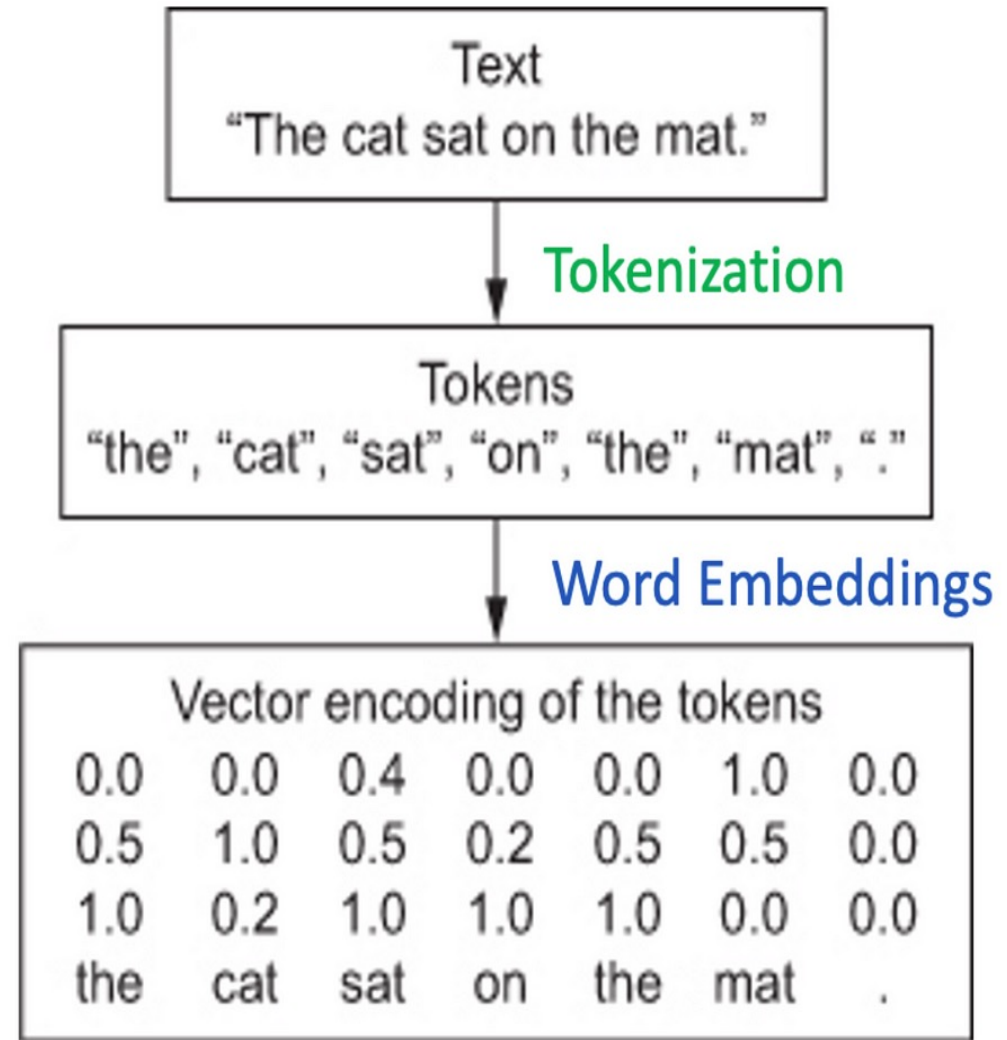 Text
“The cat sat on the mat.”
Tokenization
Tokens
“the”, “cat”, “sat”, “on”, “the”, “mat”, “.”
Word Embeddings
Vector encoding of the tokens
0.0 0.0 0.4 0.0 0.0 1.0 0.0
0.5 1.0 0.5 0.2 0.5 0.5 0.0
1.0 0.2 1.0 1.0 1.0 0.0 0.0
the cat sat on the mat .